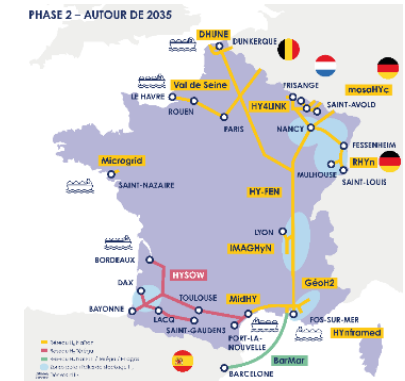 PHASE 2 – AUTOUR DE 2035
DHUNE
DUNKERQUE
Val de Seine
LE HAVRE
ROUEN
PARIS
FRISANGE
mosaHYc
HY4LINK
SAINT-AVOLD
NANCY
FESSENHEIM
RHYn
MULHOUSE
SAINT-LOUIS
Microgrid
SAINT-NAZAIRE
HY-FEN
LYON
IMAGHyN
BORDEAUX
HYSOW
DAX
GéoH2
BAYONNE
TOULOUSE
MidHY
LACQ
SAINT-GAUDENS
FOS-SUR-MER
PORT-LA-
NOUVELLE
HYnframed
BarMar
BARCELONE